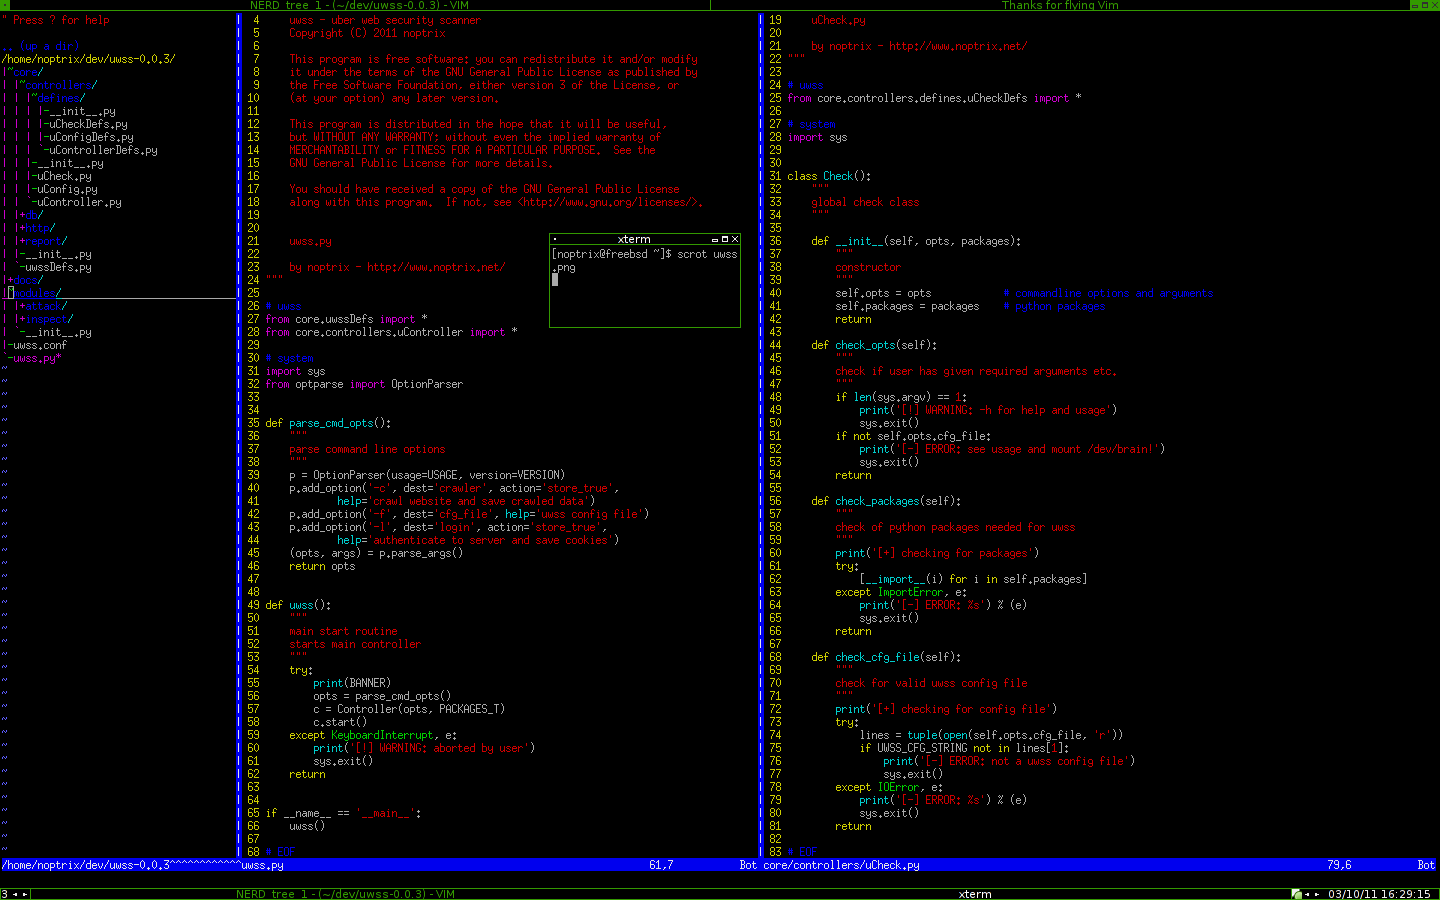 NERD tree 1 - (~/dev/uwss-0.0.3) - VIM
Thanks for flying Vim
" Press ? for help
.. (up a dir)
/home/noptrix/dev/uwss-0.0.3/
|~core/
| |~controllers/
| | |~defines/
| | | |-__init__.py
| | | |-uCheckDefs.py
| | | |-uConfigDefs.py
| | | `-uControllerDefs.py
| | |-__init__.py
| | |-uCheck.py
| | |-uConfig.py
| | `-uController.py
| |+db/
| |+http/
| |+report/
| |-__init__.py
| `-uwssDefs.py
|+docs/
|~modules/
| |+attack/
| |+inspect/
| `-__init__.py
|-uwss.conf
`-uwss.py*
4 uwss - uber web security scanner
5 Copyright (C) 2011 noptrix
6
7 This program is free software: you can redistribute it and/or modify
8 it under the terms of the GNU General Public License as published by
9 the Free Software Foundation, either version 3 of the License, or
10 (at your option) any later version.
11
12 This program is distributed in the hope that it will be useful,
13 but WITHOUT ANY WARRANTY; without even the implied warranty of
14 MERCHANTABILITY or FITNESS FOR A PARTICULAR PURPOSE.  See the
15 GNU General Public License for more details.
16
17 You should have received a copy of the GNU General Public License
18 along with this program.  If not, see <http://www.gnu.org/licenses/>.
19
20
21 uwss.py
22
23 by noptrix - http://www.noptrix.net/
24 """
25
26 # uwss
27 from core.uwssDefs import *
28 from core.controllers.uController import *
29
30 # system
31 import sys
32 from optparse import OptionParser
33
34
35 def parse_cmd_opts():
36 """
37 parse command line options
38 """
39 p = OptionParser(usage=USAGE, version=VERSION)
40 p.add_option('-c', dest='crawler', action='store_true',
41 help='crawl website and save crawled data')
42 p.add_option('-f', dest='cfg_file', help='uwss config file')
43 p.add_option('-l', dest='login', action='store_true',
44 help='authenticate to server and save cookies')
45 (opts, args) = p.parse_args()
46 return opts
47
48
49 def uwss():
50 """
51 main start routine
52 starts main controller
53 """
54 try:
55 print(BANNER)
56 opts = parse_cmd_opts()
57 c = Controller(opts, PACKAGES_T)
58 c.start()
59 except KeyboardInterrupt, e:
60 print('[!] WARNING: aborted by user')
61 sys.exit()
62 return
63
64
65 if __name__ == '__main__':
66 uwss()
67
68 # EOF
xterm
[noptrix@freebsd ~]$ scrot uwss
.png
19 uCheck.py
20
21 by noptrix - http://www.noptrix.net/
22 """
23
24 # uwss
25 from core.controllers.defines.uCheckDefs import *
26
27 # system
28 import sys
29
30
31 class Check():
32 """
33 global check class
34 """
35
36 def __init__(self, opts, packages):
37 """
38 constructor
39 """
40 self.opts = opts # commandline options and arguments
41 self.packages = packages # python packages
42 return
43
44 def check_opts(self):
45 """
46 check if user has given required arguments etc.
47 """
48 if len(sys.argv) == 1:
49 print('[!] WARNING: -h for help and usage')
50 sys.exit()
51 if not self.opts.cfg_file:
52 print('[-] ERROR: see usage and mount /dev/brain!')
53 sys.exit()
54 return
55
56 def check_packages(self):
57 """
58 check of python packages needed for uwss
59 """
60 print('[+] checking for packages')
61 try:
62 [__import__(i) for i in self.packages]
63 except ImportError, e:
64 print('[-] ERROR: %s') % (e)
65 sys.exit()
66 return
67
68 def check_cfg_file(self):
69 """
70 check for valid uwss config file
71 """
72 print('[+] checking for config file')
73 try:
74 lines = tuple(open(self.opts.cfg_file, 'r'))
75 if UWSS_CFG_STRING not in lines[1]:
76 print('[-] ERROR: not a uwss config file')
77 sys.exit()
78 except IOError, e:
79 print('[-] ERROR: %s') % (e)
80 sys.exit()
81 return
82
83 # EOF
/home/noptrix/dev/uwss-0.0.3^^^^^^^^^^^^uwss.py 61,7 Bot core/controllers/uCheck.py 79,6 Bot
3 NERD tree 1 - (~/dev/uwss-0.0.3) - VIM xterm 03/10/11 16:29:15